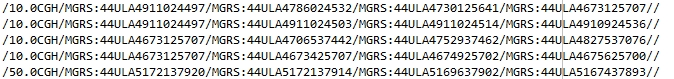 /10.0CGH/MGRS:44ULA4911024497/MGRS:44ULA4786024532/MGRS:44ULA4730125641/MGRS:44ULA4673125707//
/10.0CGH/MGRS:44ULA4911024497/MGRS:44ULA4911024503/MGRS:44ULA4911024514/MGRS:44ULA4910924536//
/10.0CGH/MGRS:44ULA4673125707/MGRS:44ULA4706537442/MGRS:44ULA4752937462/MGRS:44ULA4827537076//
/10.0CGH/MGRS:44ULA4673125707/MGRS:44ULA4673425707/MGRS:44ULA4674925702/MGRS:44ULA4675625700//
/50.0CGH/MGRS:44ULA5172137920/MGRS:44ULA5172137914/MGRS:44ULA5169637902/MGRS:44ULA5167437893//